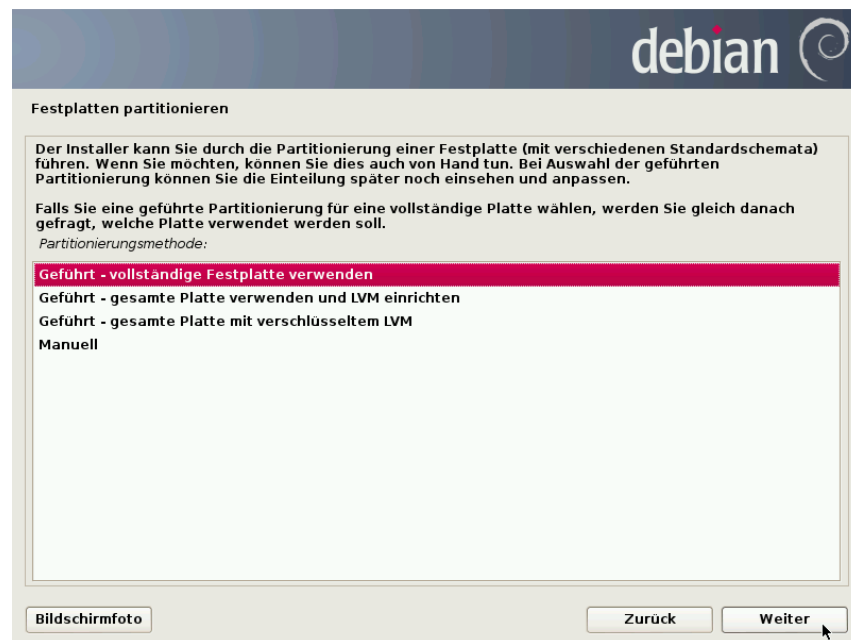 debian
Festplatten partitionieren
Der Installer kann Sie durch die Partitionierung einer Festplatte (mit verschiedenen Standardschemata)
führen. Wenn Sie möchten, können Sie dies auch von Hand tun. Bei Auswahl der geführten
Partitionierung können Sie die Einteilung später noch einsehen und anpassen.
Falls Sie eine geführte Partitionierung für eine vollständige Platte wählen, werden Sie gleich danach
gefragt, welche Platte verwendet werden soll.
Partitionierungsmethode:
Geführt - vollständige Festplatte verwenden
Geführt - gesamte Platte verwenden und LVM einrichten
Geführt - gesamte Platte mit verschlüsseltem LVM
Manuell
Bildschirmfoto
Zurück
Weiter